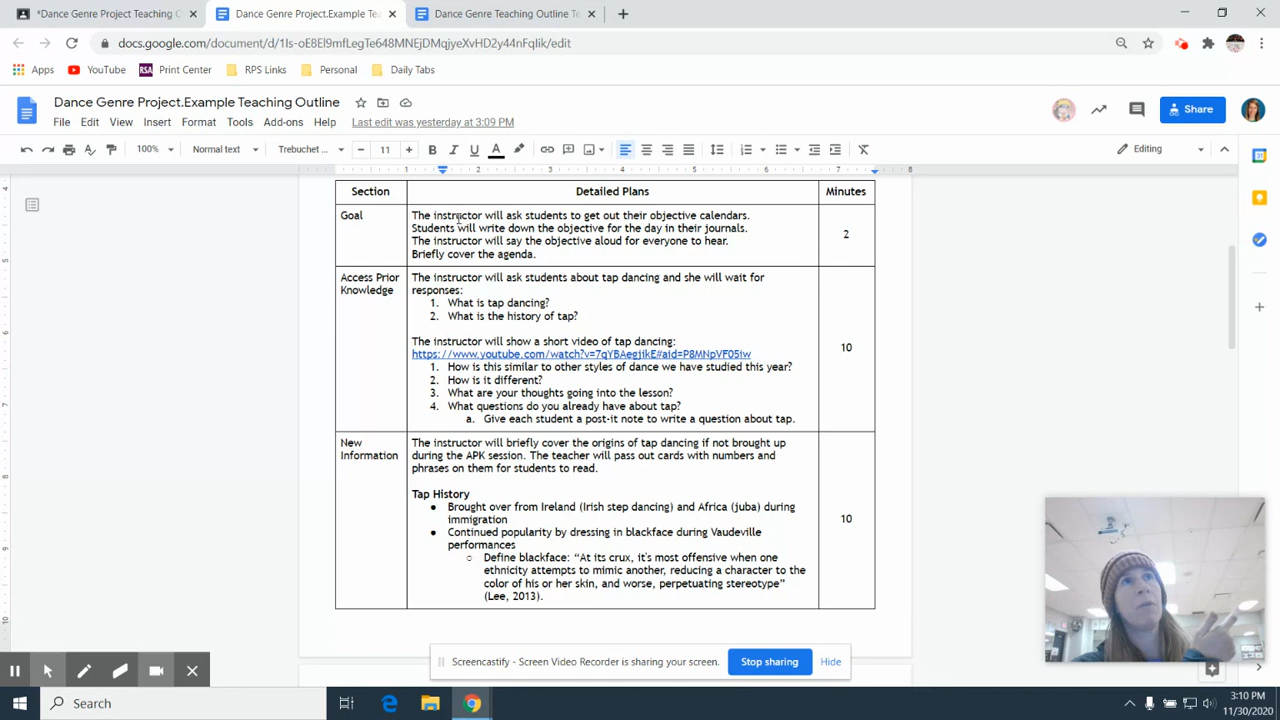 *Dance Genre Project Teaching C
Dance Genre Project.Example Tea
Dance Genre Teaching Outline Te
docs.google.com/document/d/1Is-oE8El9mfLegTe648MNEjDMqjyeXvHD2y44nFqIik/edit
Apps YouTube RSA Print Center RPS Links Personal Daily Tabs
Dance Genre Project.Example Teaching Outline
File Edit View Insert Format Tools Add-ons Help Last edit was yesterday at 3:09 PM
Share
100% Normal text Trebuchet ... 11 Editing
1 2 3 4 5 6 7 8
Section Detailed Plans Minutes
Goal
The instructor will ask students to get out their objective calendars.
Students will write down the objective for the day in their journals.
The instructor will say the objective aloud for everyone to hear.
Briefly cover the agenda.
2
Access Prior
Knowledge
The instructor will ask students about tap dancing and she will wait for
responses:
1. What is tap dancing?
2. What is the history of tap?
The instructor will show a short video of tap dancing:
https://www.youtube.com/watch?v=7qYBAegjikE#aid=P8MNpVF05iw
1. How is this similar to other styles of dance we have studied this year?
2. How is it different?
3. What are your thoughts going into the lesson?
4. What questions do you already have about tap?
a. Give each student a post-it note to write a question about tap.
10
New
Information
The instructor will briefly cover the origins of tap dancing if not brought up
during the APK session. The teacher will pass out cards with numbers and
phrases on them for students to read.
Tap History
● Brought over from Ireland (Irish step dancing) and Africa (juba) during
immigration
● Continued popularity by dressing in blackface during Vaudeville
performances
○ Define blackface: “At its crux, it's most offensive when one
ethnicity attempts to mimic another, reducing a character to the
color of his or her skin, and worse, perpetuating stereotype”
(Lee, 2013).
10
Screencastify - Screen Video Recorder is sharing your screen. Stop sharing Hide
Search
3:10 PM
11/30/2020